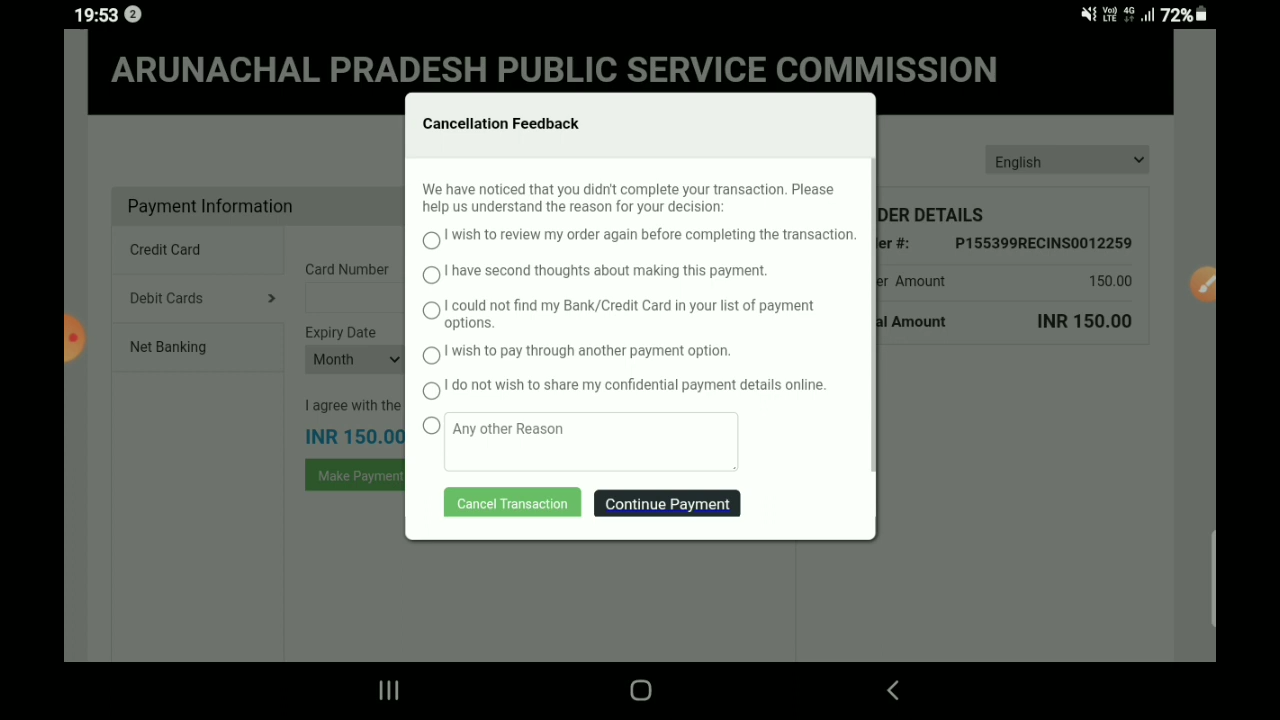 19:53 2
Vo)) LTE 4G 72%
ARUNACHAL PRADESH PUBLIC SERVICE COMMISSION
Cancellation Feedback
English
We have noticed that you didn't complete your transaction. Please
help us understand the reason for your decision:
I wish to review my order again before completing the transaction.
I have second thoughts about making this payment.
I could not find my Bank/Credit Card in your list of payment
options.
I wish to pay through another payment option.
I do not wish to share my confidential payment details online.
Any other Reason
Cancel Transaction Continue Payment
Payment Information
Credit Card
Debit Cards
Net Banking
Card Number
Expiry Date
Month
I agree with the
INR 150.00
Make Payment
DER DETAILS
er #: P155399RECINS0012259
er Amount 150.00
al Amount INR 150.00